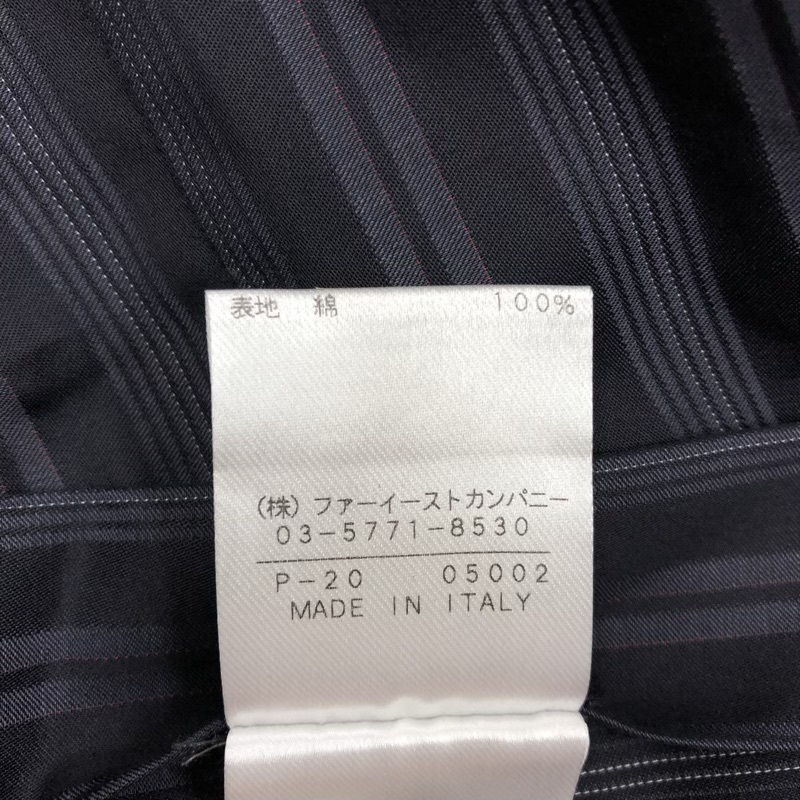 表地 綿 100%
(株) ファーイーストカンパニー
03-5771-8530
P-20 05002
MADE IN ITALY